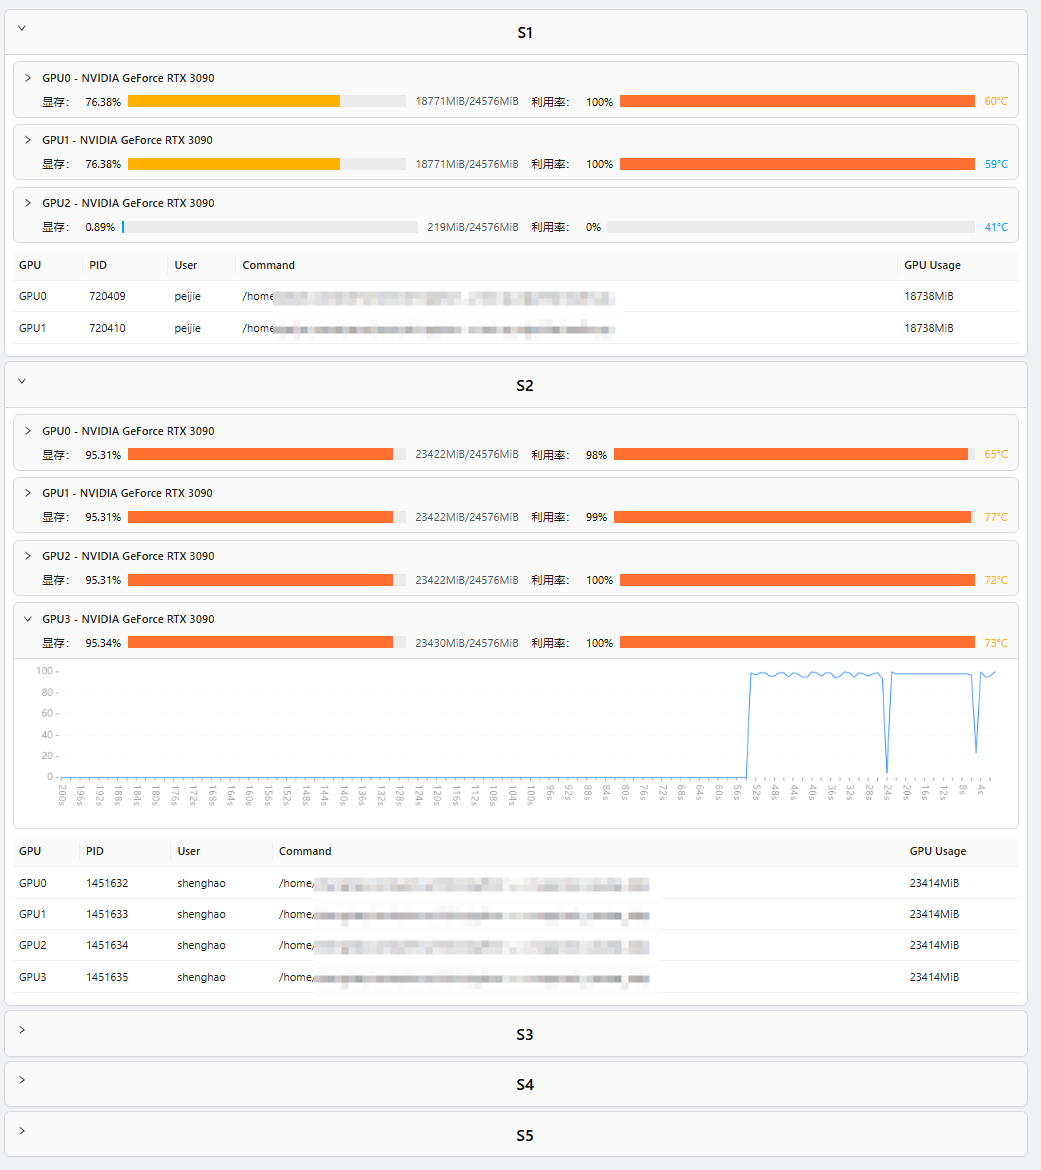 S1
GPU0 - NVIDIA GeForce RTX 3090
显存： 76.38% 18771MiB/24576MiB 利用率： 100% 60°C
GPU1 - NVIDIA GeForce RTX 3090
显存： 76.38% 18771MiB/24576MiB 利用率： 100% 59°C
GPU2 - NVIDIA GeForce RTX 3090
显存： 0.89% 219MiB/24576MiB 利用率： 0% 41°C
GPU PID User Command GPU Usage
GPU0 720409 peijie /home 18738MiB
GPU1 720410 peijie /home 18738MiB
S2
GPU0 - NVIDIA GeForce RTX 3090
显存： 95.31% 23422MiB/24576MiB 利用率： 98% 65°C
GPU1 - NVIDIA GeForce RTX 3090
显存： 95.31% 23422MiB/24576MiB 利用率： 99% 77°C
GPU2 - NVIDIA GeForce RTX 3090
显存： 95.31% 23422MiB/24576MiB 利用率： 100% 72°C
GPU3 - NVIDIA GeForce RTX 3090
显存： 95.34% 23430MiB/24576MiB 利用率： 100% 73°C
100
80
60
40
20
0
200s 196s 192s 188s 184s 180s 176s 172s 168s 164s 160s 156s 152s 148s 144s 140s 136s 132s 128s 124s 120s 116s 112s 108s 104s 100s 96s 92s 88s 84s 80s 76s 72s 68s 64s 60s 56s 52s 48s 44s 40s 36s 32s 28s 24s 20s 16s 12s 8s 4s
GPU PID User Command GPU Usage
GPU0 1451632 shenghao /home/ 23414MiB
GPU1 1451633 shenghao /home/ 23414MiB
GPU2 1451634 shenghao /home/ 23414MiB
GPU3 1451635 shenghao /home/ 23414MiB
S3
S4
S5